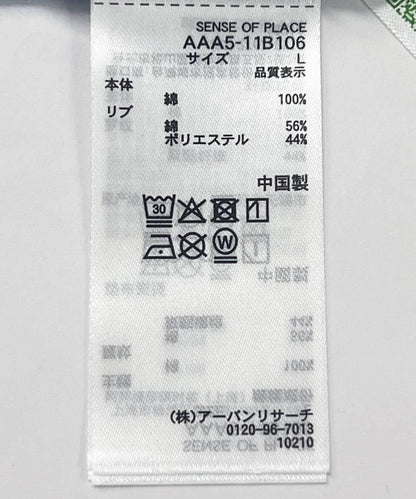 SENSE OF PLACE
AAA5-11B106
サイズ L
品質表示
本体
綿 100%
リブ
綿 56%
ポリエステル 44%
中国製
30
W
(株)アーバンリサーチ
0120-96-7013
10210